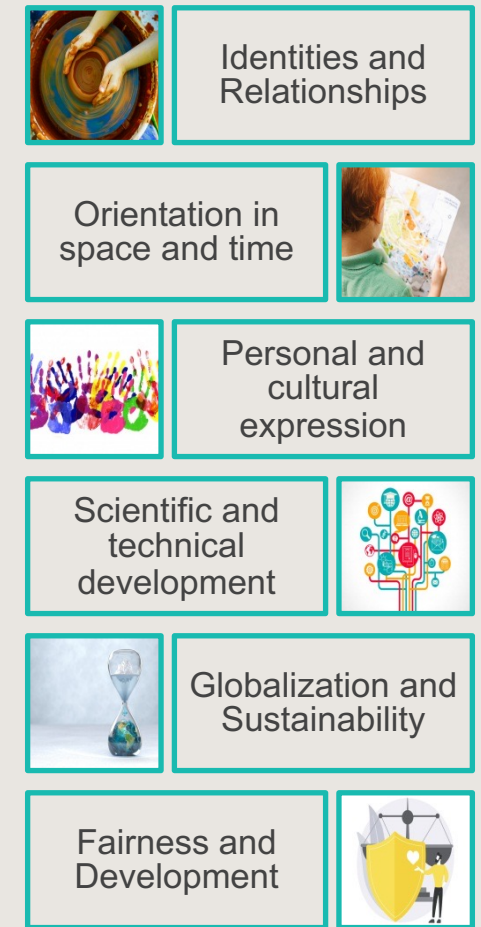 Identities and
Relationships
Orientation in
space and time
Personal and
cultural
expression
Scientific and
technical
development
Globalization and
Sustainability
Fairness and
Development